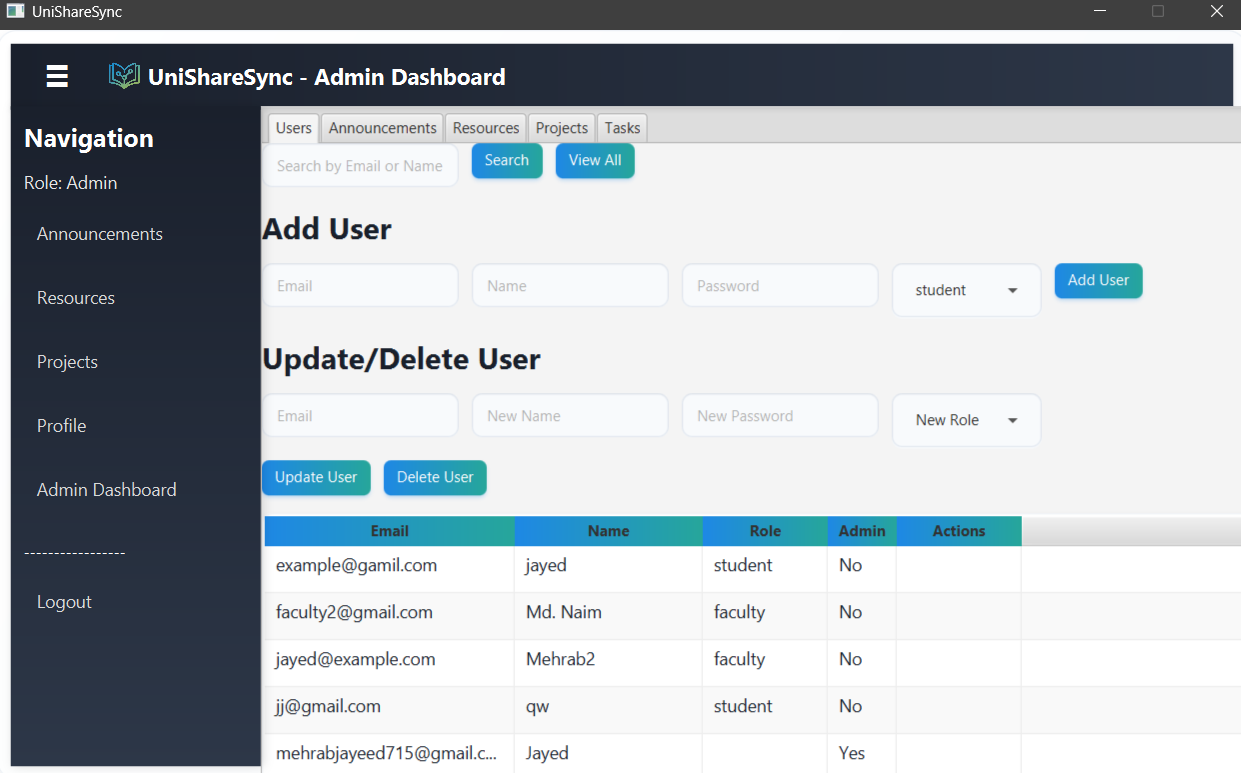 UniShareSync
UniShareSync - Admin Dashboard
Navigation
Role: Admin
Announcements
Resources
Projects
Profile
Admin Dashboard
-----------------
Logout
Users Announcements Resources Projects Tasks
Search by Email or Name Search View All
Add User
Email Name Password student Add User
Update/Delete User
Email New Name New Password New Role
Update User Delete User
Email Name Role Admin Actions
example@gamil.com jayed student No
faculty2@gmail.com Md. Naim faculty No
jayed@example.com Mehrab2 faculty No
jj@gmail.com qw student No
mehrabjayeed715@gmail.c... Jayed Yes